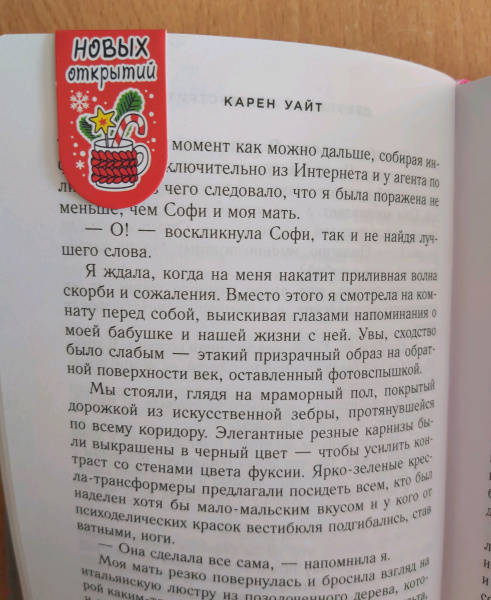 НОВЫХ
открытий
КАРЕН УАЙТ
момент как можно дальше, собирая ин-
ключительно из Интернета и у агента по
чего следовало, что я была поражена не
меньше, чем Софи и моя мать.
— О! — воскликнула Софи, так и не найдя луч-
шего слова.
Я ждала, когда на меня накатит приливная волна
скорби и сожаления. Вместо этого я смотрела на ком-
нату перед собой, выискивая глазами напоминания о
моей бабушке и нашей жизни с ней. Увы, сходство
было слабым — этакий призрачный образ на обрат-
ной поверхности век, оставленный фотовспышкой.
Мы стояли, глядя на мраморный пол, покрытый
дорожкой из искусственной зебры, протянувшейся
по всему коридору. Элегантные резные карнизы бы-
ли выкрашены в черный цвет — чтобы усилить кон-
траст со стенами цвета фуксии. Ярко-зеленые крес-
ла-трансформеры предлагали посидеть всем, кто был
наделен хотя бы мало-мальским вкусом и у кого от
психоделических красок вестибюля подгибались, став
ватными, ноги.
— Она сделала все сама, — напомнила я.
Моя мать резко повернулась и бросила взгляд на
итальянскую люстру из позолоченного дерева, кото-
рой каким-то